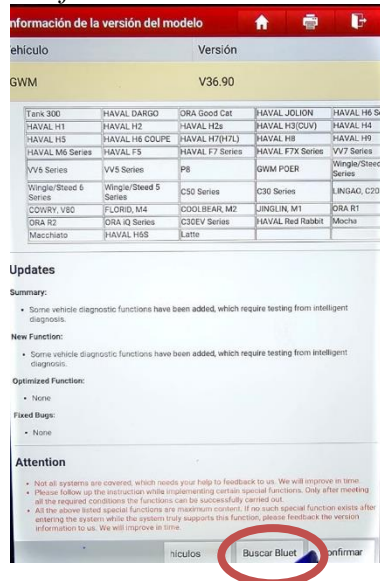 nformación de la versión del modelo
ehículo Versión
GWM V36.90
Tank 300 HAVAL DARGO ORA Good Cat HAVAL JOLION HAVAL H6 S
HAVAL H1 HAVAL H2 HAVAL H2s HAVAL H3(CUV) HAVAL H4
HAVAL H5 HAVAL H6 COUPE HAVAL H7(H7L) HAVAL H8 HAVAL H9
HAVAL M6 Series HAVAL F5 HAVAL F7 Series HAVAL F7X Series VV7 Series
VV6 Series VV5 Series P8 GWM POER Wingle/Steed
Series
Wingle/Steed 6
Series Wingle/Steed 5
Series C50 Series C30 Series LINGAO, C20
COWRY, V80 FLORID, M4 COOLBEAR, M2 JINGLIN, M1 ORA R1
ORA R2 ORA iQ Series C30EV Series HAVAL Red Rabbit Mocha
Macchiato HAVAL H6S Latte
Updates
Summary:
• Some vehicle diagnostic functions have been added, which require testing from intelligent
diagnosis.
New Function:
• Some vehicle diagnostic functions have been added, which require testing from intelligent
diagnosis.
Optimized Function:
• None
Fixed Bugs:
• None
Attention
• Not all systems are covered, which needs your help to feedback to us. We will improve in time.
• Please follow up the instruction while implementing certain special functions. Only after meeting
all the required conditions the functions can be successfully carried out.
• All the above listed special functions are maximum content. If no such special function exists after
entering the system while the system truly supports this function, please feedback the version
information to us. We will improve in time.
hículos Buscar Bluet onfirmar